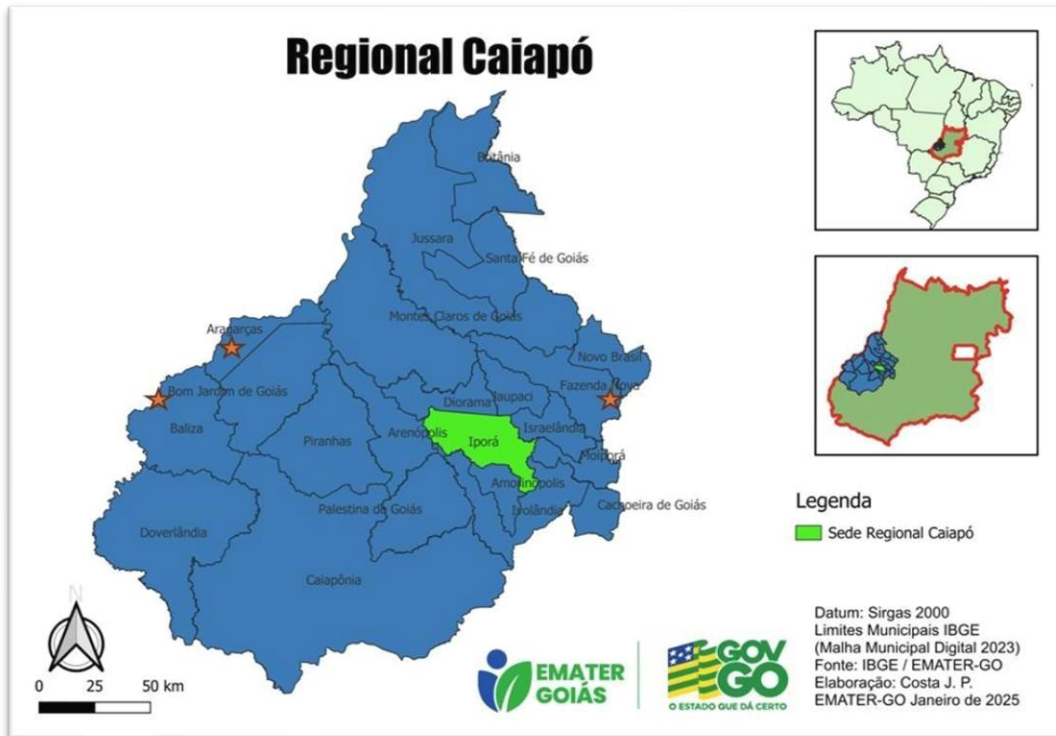 Regional Caiapó
Britânia
Jussara
Santa Fé de Goiás
Montes Claros de Goiás
Aragarças
Novo Brasil
Bom Jardim de Goiás
Fazenda Nova
Diorama
Jaupaci
Baliza
Piranhas
Arenópolis
Iporá
Israelândia
Moiporá
Amorinópolis
Palestina de Goiás
Ivolândia
Cachoeira de Goiás
Doverlândia
Caiapônia
Legenda
Sede Regional Caiapó
N
0 25 50 km
EMATER
GOIÁS
GOV
GO
O ESTADO QUE DÁ CERTO
Datum: Sirgas 2000
Limites Municipais IBGE
(Malha Municipal Digital 2023)
Fonte: IBGE / EMATER-GO
Elaboração: Costa J. P.
EMATER-GO Janeiro de 2025